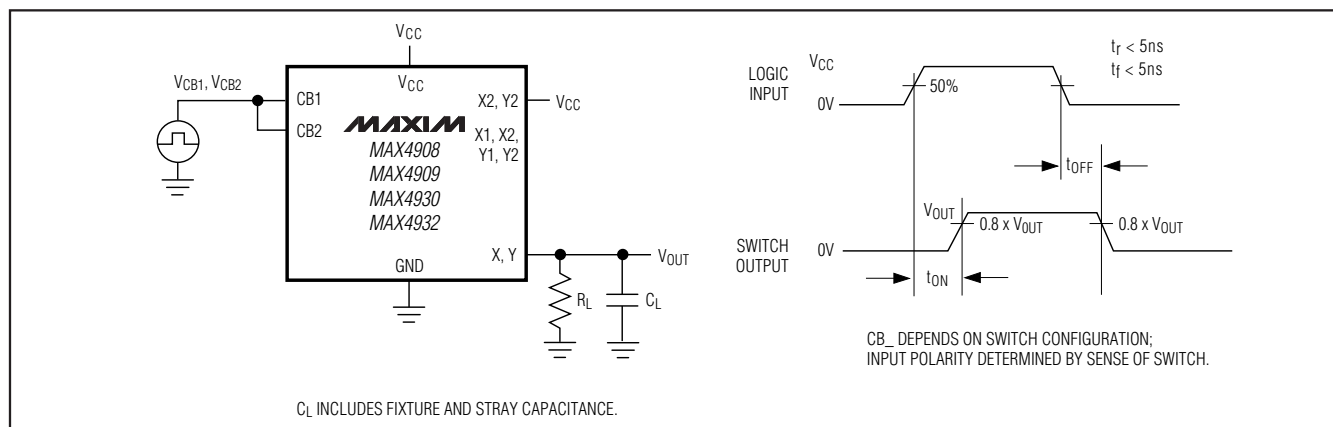 VCC
VCB1, VCB2
VCC
CB1
CB2
X2, Y2
VCC
MAXIM
X1, X2,
Y1, Y2
MAX4908
MAX4909
MAX4930
MAX4932
X, Y
VOUT
GND
RL
CL
CL INCLUDES FIXTURE AND STRAY CAPACITANCE.
LOGIC
INPUT
VCC
0V
50%
tr < 5ns
tf < 5ns
tOFF
SWITCH
OUTPUT
VOUT
0V
0.8 x V0UT
0.8 x VOUT
tON
CB_ DEPENDS ON SWITCH CONFIGURATION;
INPUT POLARITY DETERMINED BY SENSE OF SWITCH.